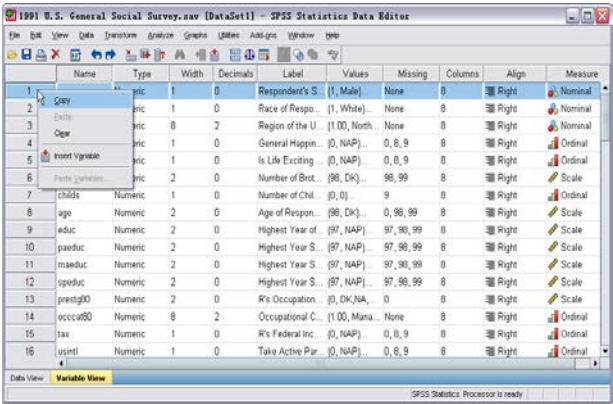 1991 U.S. General Social Survey.sav [DataSet1] - SPSS Statistics Data Editor
File Edit View Data Transform Analyze Graphs Utilities Add-ons Window Help
Name Type Width Decimals Label Values Missing Columns Align Measure
1 Numeric 1 0 Respondent's S... {1, Male}... None 8 Right Nominal
2 eric 1 0 Race of Respo... {1, White}... None 8 Right Nominal
3 eric 8 2 Region of the U... {1.00, North... None 8 Right Nominal
4 eric 1 0 General Happin... {0, NAP}... 0, 8, 9 8 Right Ordinal
5 eric 1 0 Is Life Exciting ... {0, NAP}... 0, 8, 9 8 Right Ordinal
6 eric 2 0 Number of Brot... {98, DK}... 98, 99 8 Right Scale
Copy
Paste
Clear
Insert Variable
Paste Variables...
7 childs Numeric 1 0 Number of Chil... {0, 0}... 9 8 Right Ordinal
8 age Numeric 2 0 Age of Respon... {98, DK}... 0, 98, 99 8 Right Scale
9 educ Numeric 2 0 Highest Year of... {97, NAP}... 97, 98, 99 8 Right Scale
10 paeduc Numeric 2 0 Highest Year S... {97, NAP}... 97, 98, 99 8 Right Scale
11 maeduc Numeric 2 0 Highest Year S... {97, NAP}... 97, 98, 99 8 Right Scale
12 speduc Numeric 2 0 Highest Year S... {97, NAP}... 97, 98, 99 8 Right Scale
13 prestg80 Numeric 2 0 R's Occupation... {0, DK,NA,... 0 8 Right Scale
14 occcat80 Numeric 8 2 Occupational C... {1.00, Mana... None 8 Right Ordinal
15 tax Numeric 1 0 R's Federal Inc... {0, NAP}... 0, 8, 9 8 Right Ordinal
16 usintl Numeric 1 0 Take Active Par... {0, NAP}... 0, 8, 9 8 Right Ordinal
Data View Variable View
SPSS Statistics Processor is ready